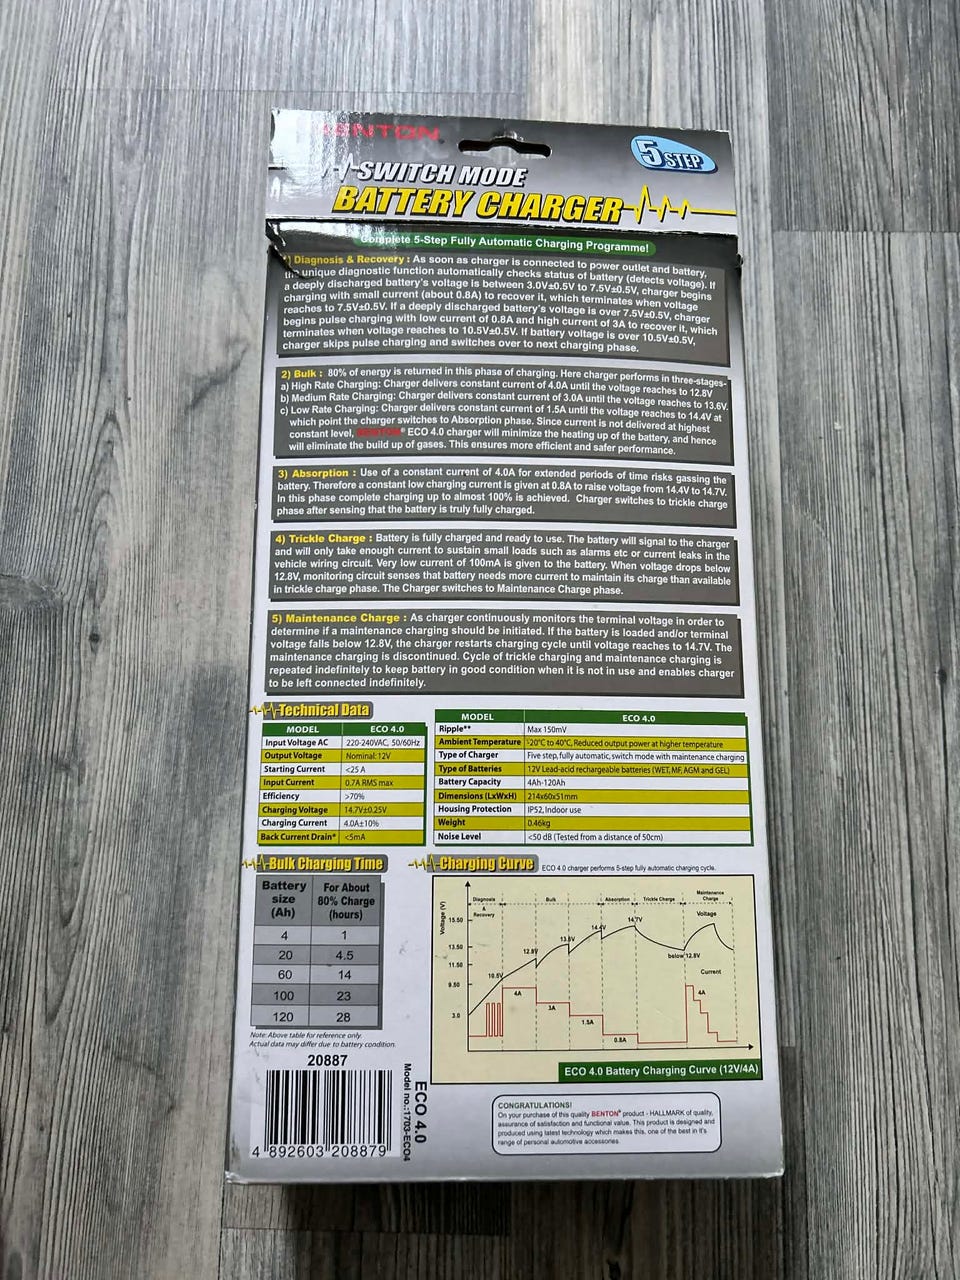 BENTON
5 STEP
SWITCH MODE
BATTERY CHARGER
Complete 5-Step Fully Automatic Charging Programme!
1) Diagnosis & Recovery : As soon as charger is connected to power outlet and battery,
the unique diagnostic function automatically checks status of battery (detects voltage). If
a deeply discharged battery's voltage is between 3.0V±0.5V to 7.5V±0.5V, charger begins
charging with small current (about 0.8A) to recover it, which terminates when voltage
reaches to 7.5V±0.5V. If a deeply discharged battery's voltage is over 7.5V±0.5V, charger
begins pulse charging with low current of 0.8A and high current of 3A to recover it, which
terminates when voltage reaches to 10.5V±0.5V. If battery voltage is over 10.5V±0.5V,
charger skips pulse charging and switches over to next charging phase.
2) Bulk : 80% of energy is returned in this phase of charging. Here charger performs in three-stages-
a) High Rate Charging: Charger delivers constant current of 4.0A until the voltage reaches to 12.8V
b) Medium Rate Charging: Charger delivers constant current of 3.0A until the voltage reaches to 13.6V.
c) Low Rate Charging: Charger delivers constant current of 1.5A until the voltage reaches to 14.4V at
which point the charger switches to Absorption phase. Since current is not delivered at highest
constant level, BENTON® ECO 4.0 charger will minimize the heating up of the battery, and hence
will eliminate the build up of gases. This ensures more efficient and safer performance.
3) Absorption : Use of a constant current of 4.0A for extended periods of time risks gassing the
battery. Therefore a constant low charging current is given at 0.8A to raise voltage from 14.4V to 14.7V.
In this phase complete charging up to almost 100% is achieved. Charger switches to trickle charge
phase after sensing that the battery is truly fully charged.
4) Trickle Charge : Battery is fully charged and ready to use. The battery will signal to the charger
and will only take enough current to sustain small loads such as alarms etc or current leaks in the
vehicle wiring circuit. Very low current of 100mA is given to the battery. When voltage drops below
12.8V, monitoring circuit senses that battery needs more current to maintain its charge than available
in trickle charge phase. The Charger switches to Maintenance Charge phase.
5) Maintenance Charge : As charger continuously monitors the terminal voltage in order to
determine if a maintenance charging should be initiated. If the battery is loaded and/or terminal
voltage falls below 12.8V, the charger restarts charging cycle until voltage reaches to 14.7V. The
maintenance charging is discontinued. Cycle of trickle charging and maintenance charging is
repeated indefinitely to keep battery in good condition when it is not in use and enables charger
to be left connected indefinitely.
Technical Data
MODEL ECO 4.0
Input Voltage AC 220-240VAC, 50/60Hz
Output Voltage Nominal: 12V
Starting Current <25 A
Input Current 0.7A RMS max
Efficiency >70%
Charging Voltage 14.7V±0.25V
Charging Current 4.0A±10%
Back Current Drain* <5mA
MODEL ECO 4.0
Ripple** Max 150mV
Ambient Temperature -20°C to 40°C, Reduced output power at higher temperature
Type of Charger Five step, fully automatic, switch mode with maintenance charging
Type of Batteries 12V Lead-acid rechargeable batteries (WET, MF, AGM and GEL)
Battery Capacity 4Ah-120Ah
Dimensions (LxWxH) 214x60x51mm
Housing Protection IP52, Indoor use
Weight 0.46kg
Noise Level <50 dB (Tested from a distance of 50cm)
Bulk Charging Time
Battery size (Ah) For About 80% Charge (hours)
4 1
20 4.5
60 14
100 23
120 28
Note: Above table for reference only.
Actual data may differ due to battery condition.
Charging Curve
ECO 4.0 charger performs 5-step fully automatic charging cycle.
Voltage (V)
Diagnosis & Recovery
Bulk
Absorption
Trickle Charge
Maintenance Charge
Voltage
15.50
13.50
11.50
9.50
3.0
10.5V
12.8V
13.6V
14.4V
14.7V
below 12.8V
Current
4A
3A
1.5A
0.8A
4A
ECO 4.0 Battery Charging Curve (12V/4A)
20887
4 892603 208879
ECO 4.0
Model no.:1703-ECO4
CONGRATULATIONS!
On your purchase of this quality BENTON® product - HALLMARK of quality,
assurance of satisfaction and functional value. This product is designed and
produced using latest technology which makes this, one of the best in it's
range of personal automotive accessories.